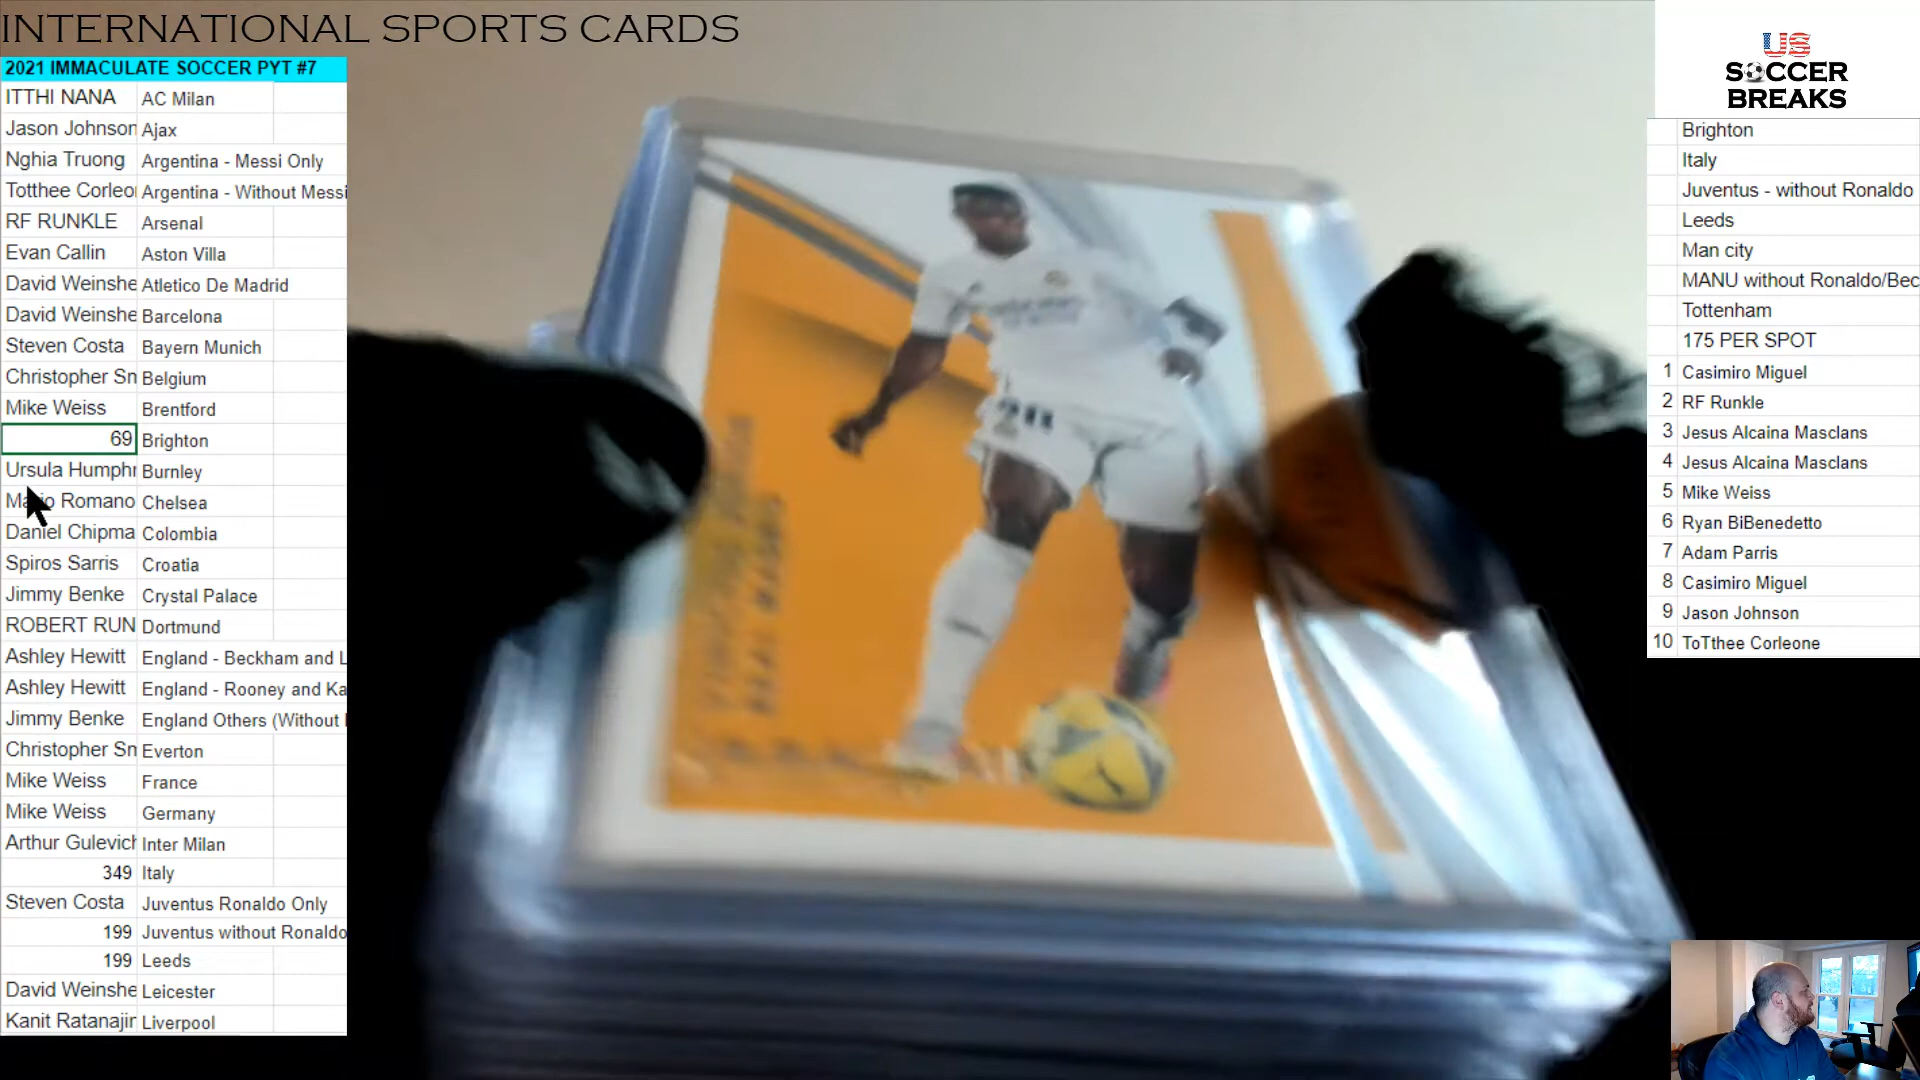 INTERNATIONAL SPORTS CARDS
2021 IMMACULATE SOCCER PYT #7
ITTHI NANA AC Milan
Jason Johnson Ajax
Nghia Truong Argentina - Messi Only
Totthee Corleo Argentina - Without Messi
RF RUNKLE Arsenal
Evan Callin Aston Villa
David Weinshe Atletico De Madrid
David Weinshe Barcelona
Steven Costa Bayern Munich
Christopher Sn Belgium
Mike Weiss Brentford
69 Brighton
Ursula Humphr Burnley
Romano Chelsea
Daniel Chipma Colombia
Spiros Sarris Croatia
Jimmy Benke Crystal Palace
ROBERT RUN Dortmund
Ashley Hewitt England - Beckham and L
Ashley Hewitt England - Rooney and Ka
Jimmy Benke England Others (Without
Christopher Sn Everton
Mike Weiss France
Mike Weiss Germany
Arthur Gulevich Inter Milan
349 Italy
Steven Costa Juventus Ronaldo Only
199 Juventus without Ronaldo
199 Leeds
David Weinshe Leicester
Kanit Ratanajir Liverpool
REAL MADRID
US
SOCCER
BREAKS
Brighton
Italy
Juventus - without Ronaldo
Leeds
Man city
MANU without Ronaldo/Bec
Tottenham
175 PER SPOT
1 Casimiro Miguel
2 RF Runkle
3 Jesus Alcaina Masclans
4 Jesus Alcaina Masclans
5 Mike Weiss
6 Ryan BiBenedetto
7 Adam Parris
8 Casimiro Miguel
9 Jason Johnson
10 ToTthee Corleone